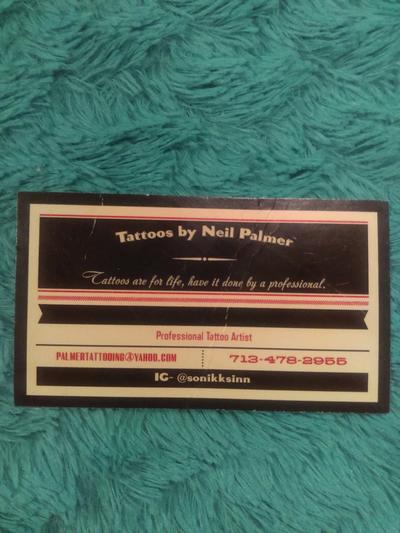 Tattoos by Neil Palmer
Tattoos are for life, have it done by a professional.
Professional Tattoo Artist
PALMERTATTOOING@YAHOO.COM
713-478-2955
IG- @sonikksinn